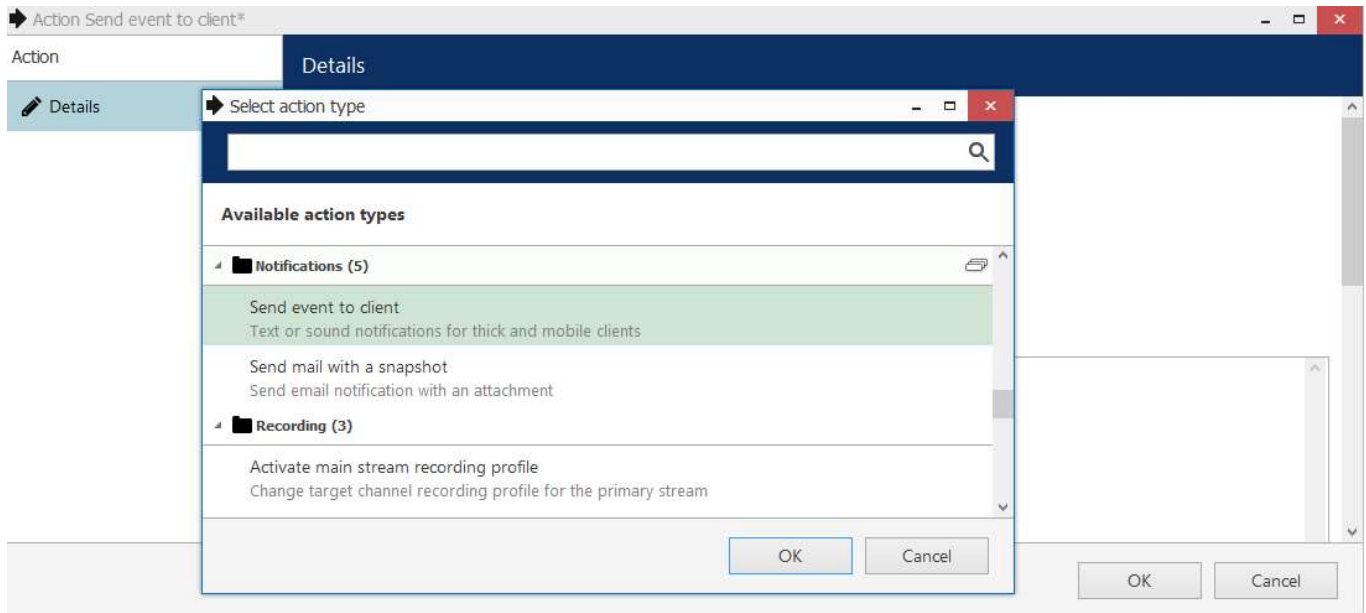 Action Send event to client*
Action
Details
Details
Select action type
Available action types
Notifications (5)
Send event to client
Text or sound notifications for thick and mobile clients
Send mail with a snapshot
Send email notification with an attachment
Recording (3)
Activate main stream recording profile
Change target channel recording profile for the primary stream
OK
Cancel
OK
Cancel